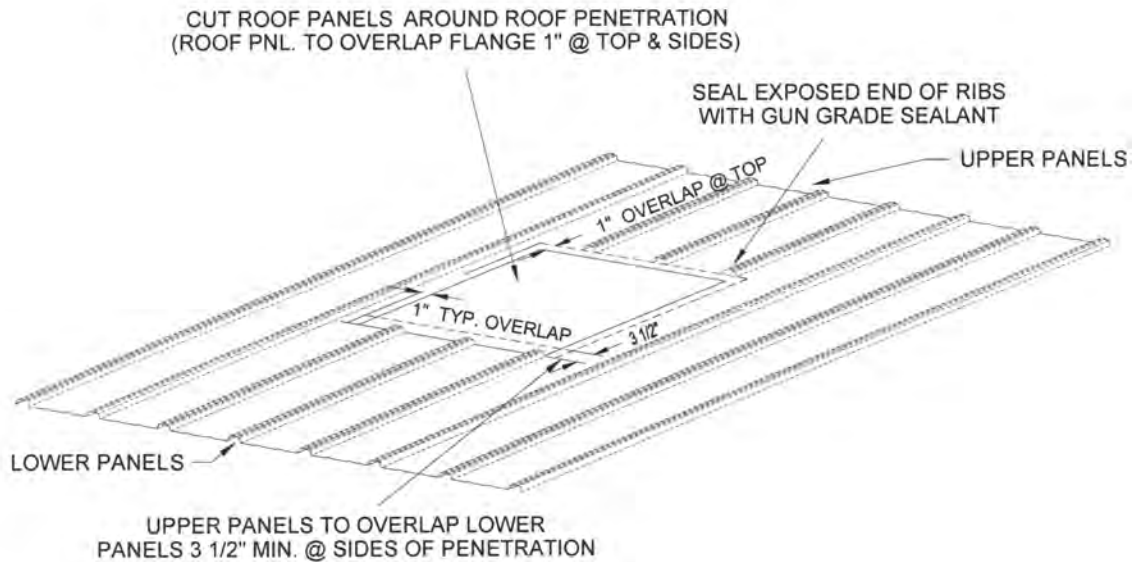 CUT ROOF PANELS AROUND ROOF PENETRATION
(ROOF PNL. TO OVERLAP FLANGE 1" @ TOP & SIDES)
SEAL EXPOSED END OF RIBS
WITH GUN GRADE SEALANT
UPPER PANELS
1" OVERLAP @ TOP
1" TYP. OVERLAP
3 1/2"
LOWER PANELS
UPPER PANELS TO OVERLAP LOWER
PANELS 3 1/2" MIN. @ SIDES OF PENETRATION